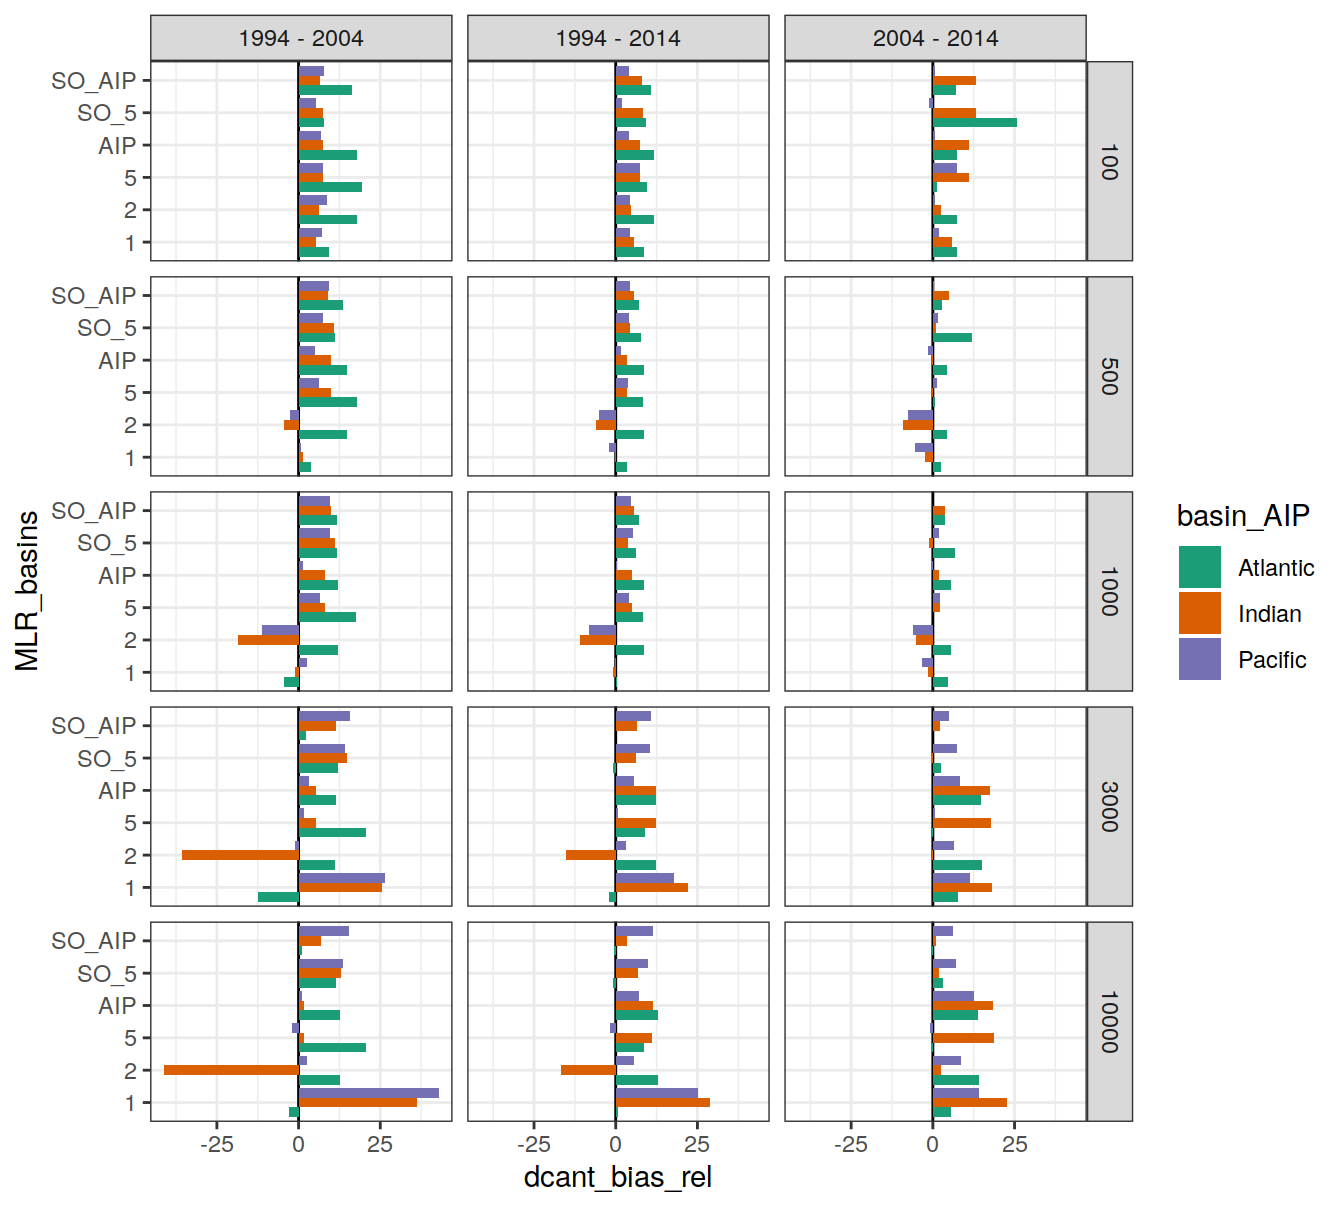 1994 - 2004
1994 - 2014
2004 - 2014
SO_AIP
SO_5
AIP
5
2
1
100
SO_AIP
SO_5
AIP
5
2
1
500
SO_AIP
SO_5
AIP
5
2
1
1000
SO_AIP
SO_5
AIP
5
2
1
3000
SO_AIP
SO_5
AIP
5
2
1
10000
MLR_basins
-25 0 25
-25 0 25
-25 0 25
dcant_bias_rel
basin_AIP
Atlantic
Indian
Pacific